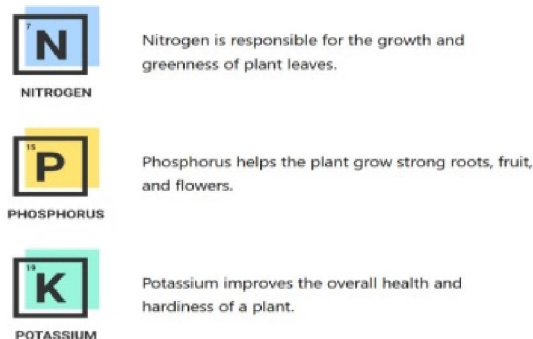 7
N
NITROGEN
Nitrogen is responsible for the growth and
greenness of plant leaves.
15
P
PHOSPHORUS
Phosphorus helps the plant grow strong roots, fruit,
and flowers.
19
K
POTASSIUM
Potassium improves the overall health and
hardiness of a plant.